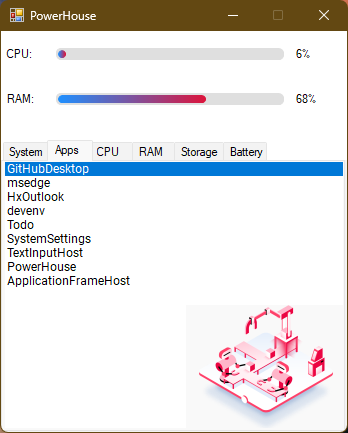 PowerHouse
CPU: 6%
RAM: 68%
System Apps CPU RAM Storage Battery
GitHubDesktop
msedge
HxOutlook
devenv
Todo
SystemSettings
TextInputHost
PowerHouse
ApplicationFrameHost